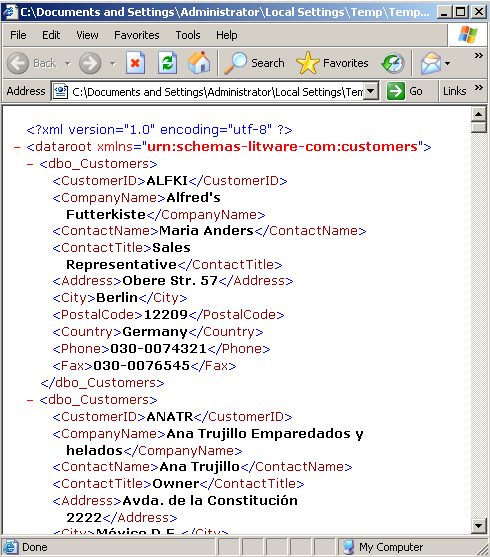 C:\Documents and Settings\Administrator\Local Settings\Temp\Temp...
File Edit View Favorites Tools Help
Back Search Favorites
Address C:\Documents and Settings\Administrator\Local Settings\Tem Go Links
<?xml version="1.0" encoding="utf-8" ?>
- <dataroot xmlns="urn:schemas-litware-com:customers">
- <dbo_Customers>
<CustomerID>ALFKI</CustomerID>
<CompanyName>Alfred's
Futterkiste</CompanyName>
<ContactName>Maria Anders</ContactName>
<ContactTitle>Sales
Representative</ContactTitle>
<Address>Obere Str. 57</Address>
<City>Berlin</City>
<PostalCode>12209</PostalCode>
<Country>Germany</Country>
<Phone>030-0074321</Phone>
<Fax>030-0076545</Fax>
</dbo_Customers>
- <dbo_Customers>
<CustomerID>ANATR</CustomerID>
<CompanyName>Ana Trujillo Emparedados y
helados</CompanyName>
<ContactName>Ana Trujillo</ContactName>
<ContactTitle>Owner</ContactTitle>
<Address>Avda. de la Constitución
2222</Address>
<City>México D.F.</City>
Done My Computer